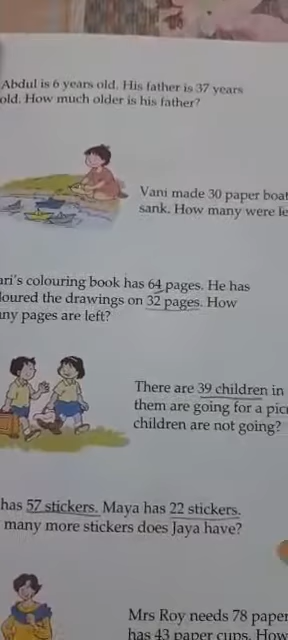 Abdul is 6 years old. His father is 37 years
old. How much older is his father?
Vani made 30 paper boat
sank. How many were le
ari's colouring book has 64 pages. He has
loured the drawings on 32 pages. How
ny pages are left?
There are 39 children in
them are going for a pic
children are not going?
has 57 stickers. Maya has 22 stickers.
many more stickers does Jaya have?
Mrs Roy needs 78 paper
has 43 paper cups. How